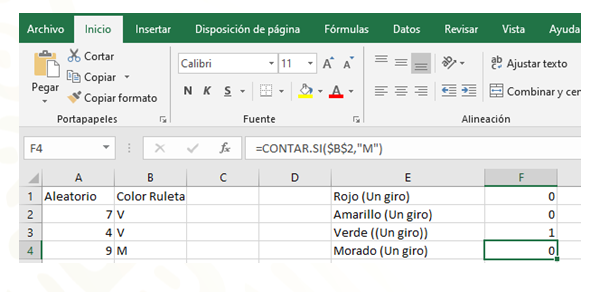 Archivo Inicio Insertar Disposición de página Fórmulas Datos Revisar Vista Ayuda
Cortar
Copiar
Copiar formato
Pegar
Portapapeles
Calibri 11 A A
N K S A
Fuente
ab Ajustar texto
Combinar y cen
Alineación
F4 fx =CONTAR.SI($B$2,"M")
A B C D E F
1 Aleatorio Color Ruleta Rojo (Un giro) 0
2 7 V Amarillo (Un giro) 0
3 4 V Verde ((Un giro)) 1
4 9 M Morado (Un giro) 0